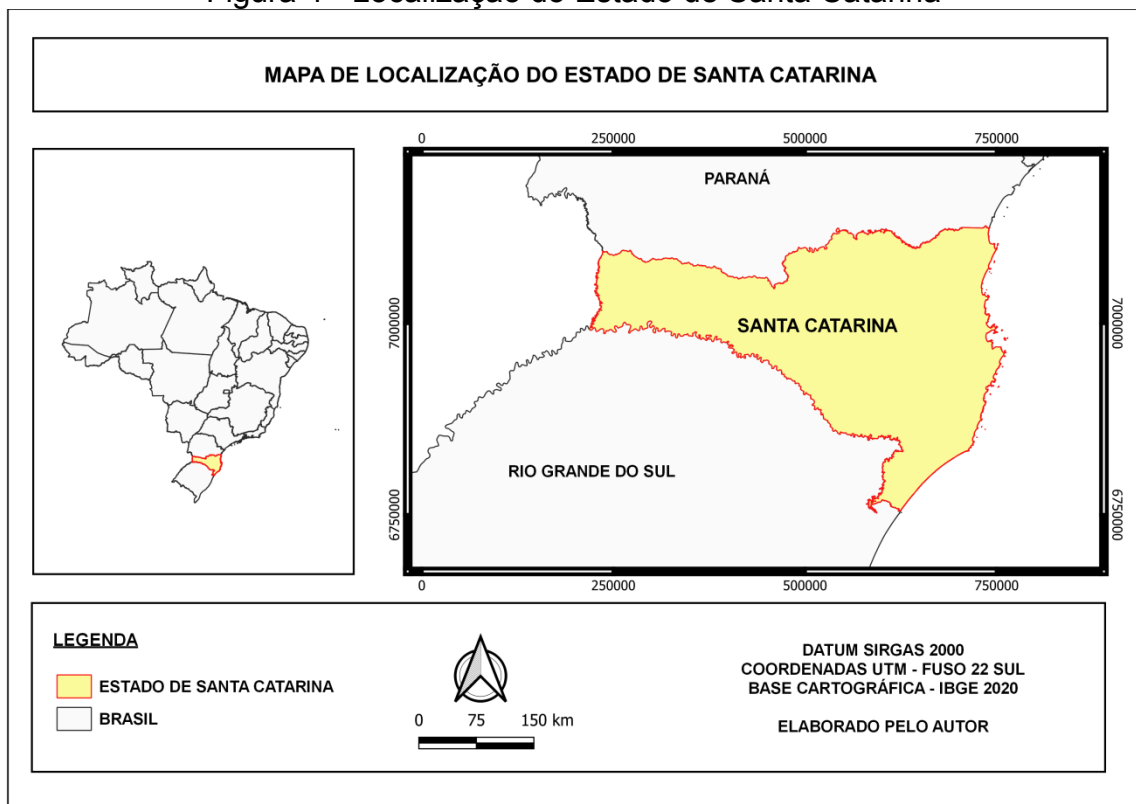 MAPA DE LOCALIZAÇÃO DO ESTADO DE SANTA CATARINA
0 250000 500000 750000
PARANÁ
7000000 SANTA CATARINA 7000000
RIO GRANDE DO SUL
6750000 6750000
0 250000 500000 750000
LEGENDA
ESTADO DE SANTA CATARINA
BRASIL
0 75 150 km
DATUM SIRGAS 2000
COORDENADAS UTM - FUSO 22 SUL
BASE CARTOGRÁFICA - IBGE 2020
ELABORADO PELO AUTOR